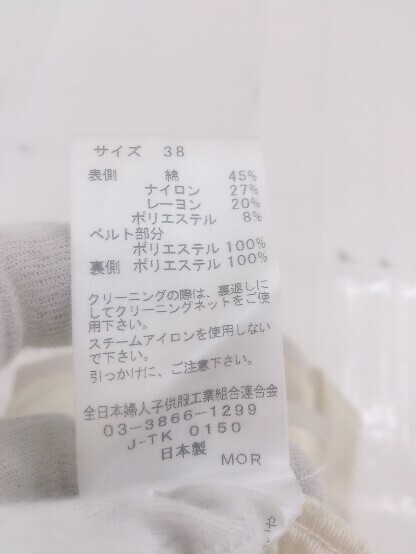 サイズ 38
表側 綿 45%
ナイロン 27%
レーヨン 20%
ポリエステル 8%
ベルト部分
ポリエステル 100%
裏側 ポリエステル 100%
クリーニングの際は、裏返しに
してクリーニングネットをご使
用下さい。
スチームアイロンを使用しない
で下さい。
引っかけに、ご注意下さい。
全日本婦人子供服工業組合連合会
03-3866-1299
J-TK 0150
日本製
MOR